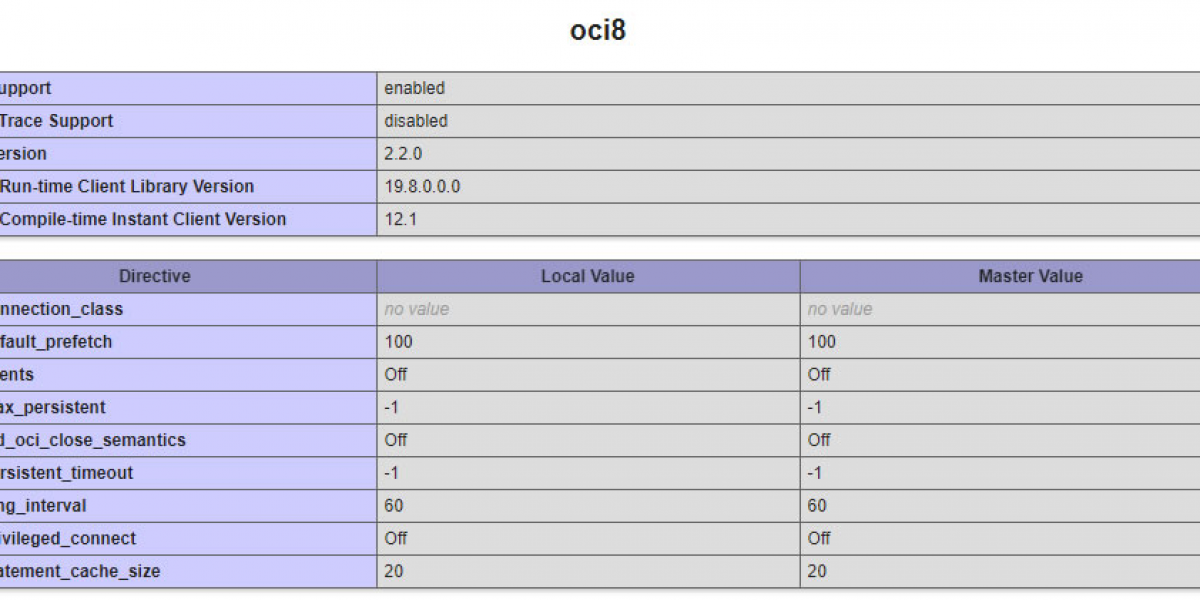 oci8
upport enabled
Trace Support disabled
ersion 2.2.0
Run-time Client Library Version 19.8.0.0.0
Compile-time Instant Client Version 12.1
Directive Local Value Master Value
nnection_class no value no value
fault_prefetch 100 100
ents Off Off
ax_persistent -1 -1
d_oci_close_semantics Off Off
rsistent_timeout -1 -1
ng_interval 60 60
ivileged_connect Off Off
atement_cache_size 20 20